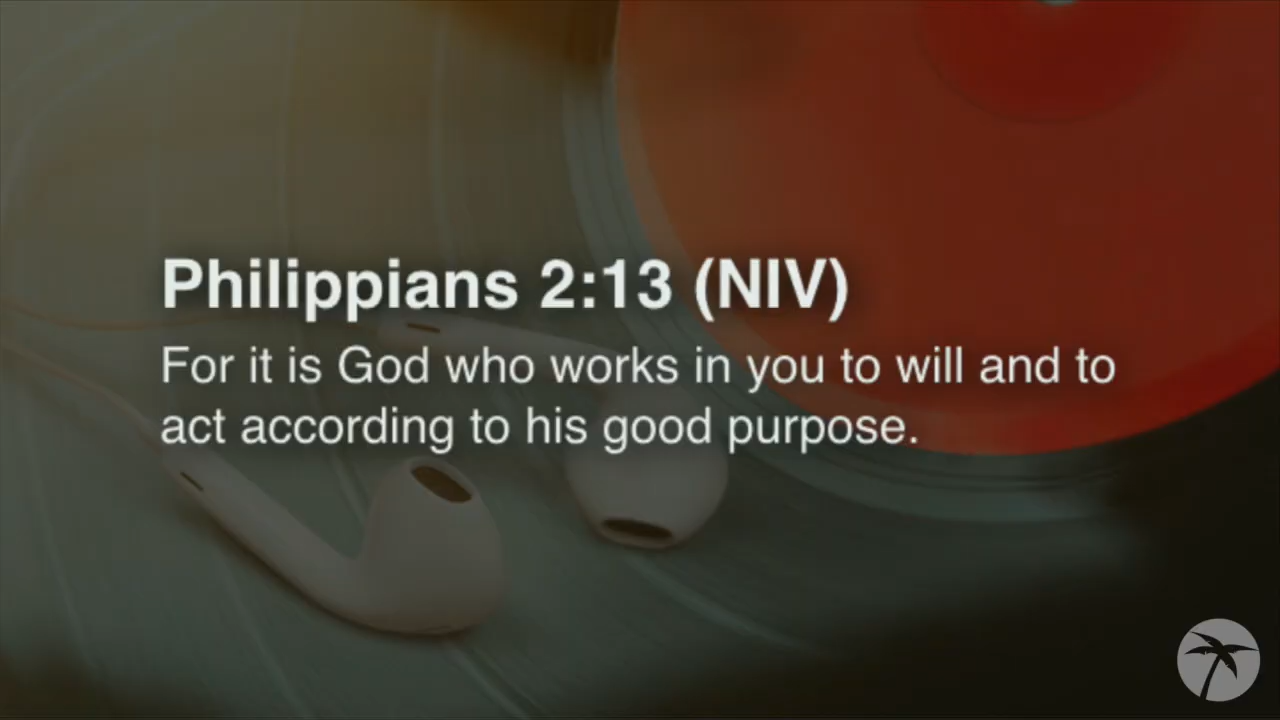 Philippians 2:13 (NIV)
For it is God who works in you to will and to
act according to his good purpose.